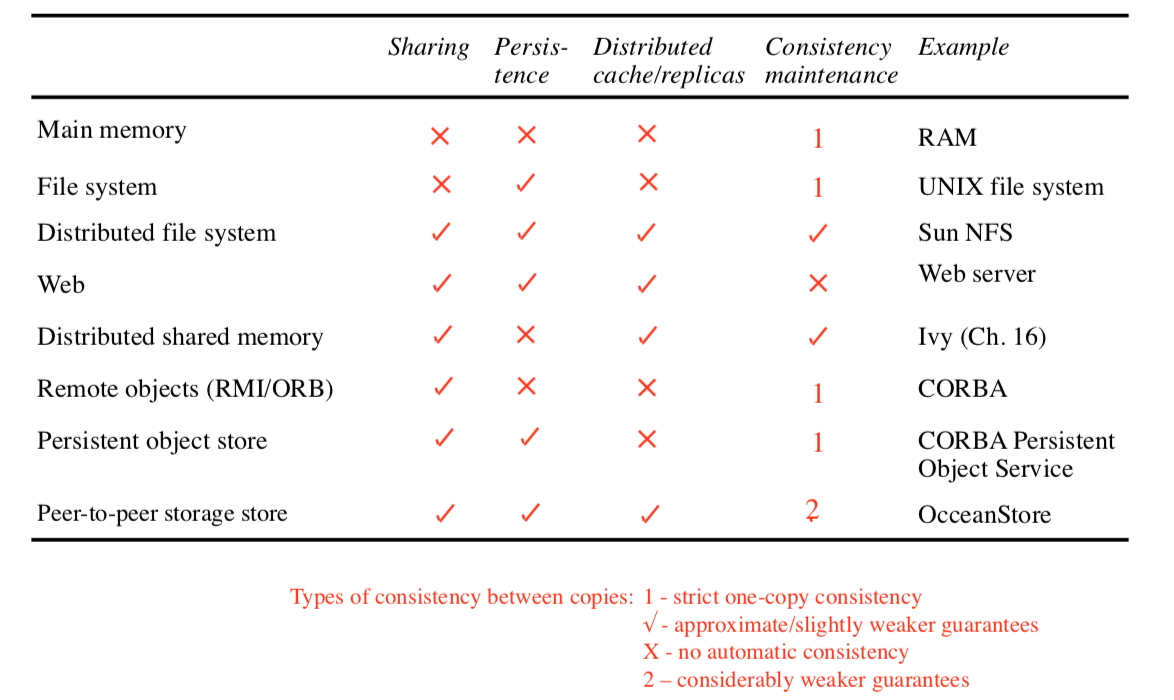 Sharing Persis- Distributed Consistency Example
tence cache/replicas maintenance
Main memory ✕ ✕ ✕ 1 RAM
File system ✕ ✓ ✕ 1 UNIX file system
Distributed file system ✓ ✓ ✓ ✓ Sun NFS
Web ✓ ✓ ✓ ✕ Web server
Distributed shared memory ✓ ✕ ✓ ✓ Ivy (Ch. 16)
Remote objects (RMI/ORB) ✓ ✕ ✕ 1 CORBA
Persistent object store ✓ ✓ ✕ 1 CORBA Persistent
Object Service
Peer-to-peer storage store ✓ ✓ ✓ 2 OcceanStore
Types of consistency between copies: 1 - strict one-copy consistency
√ - approximate/slightly weaker guarantees
X - no automatic consistency
2 – considerably weaker guarantees